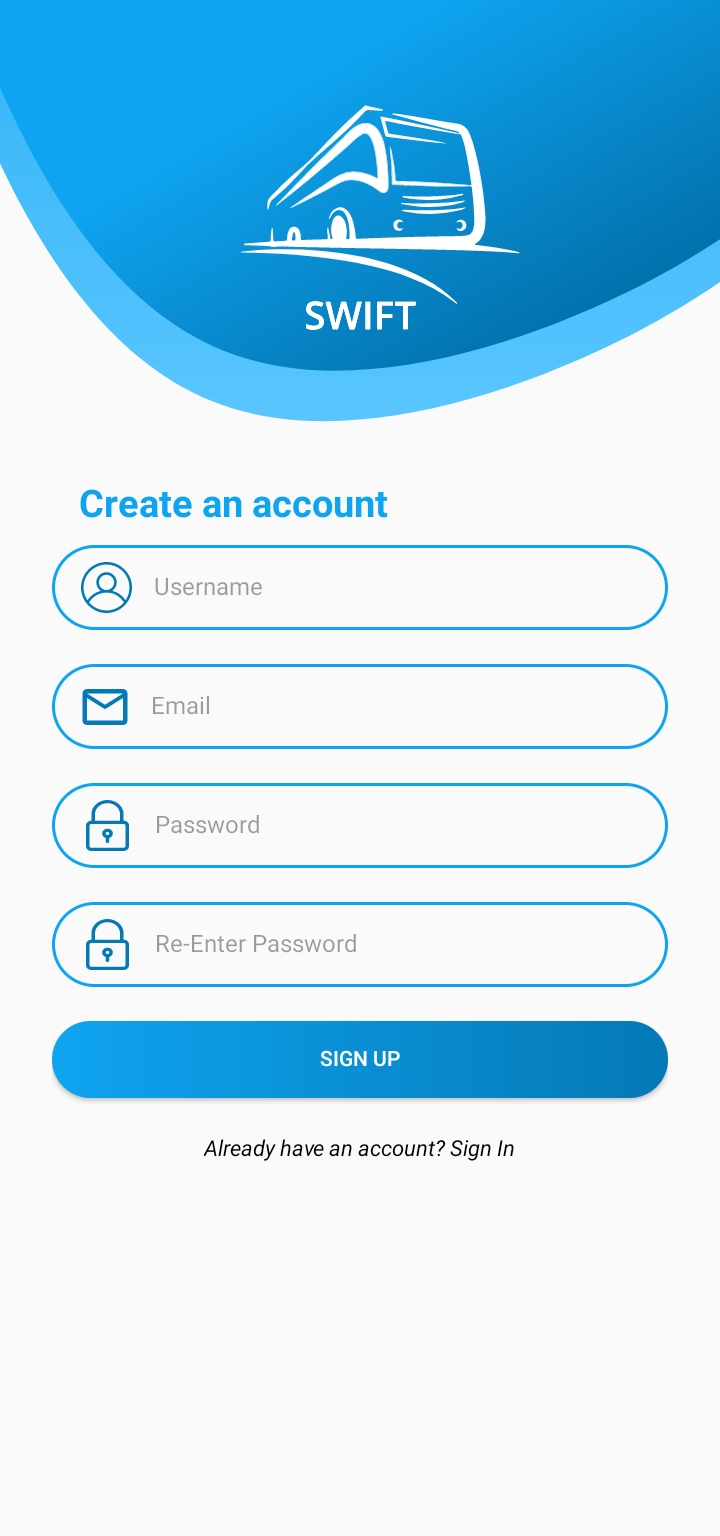 SWIFT
Create an account
Username
Email
Password
Re-Enter Password
SIGN UP
Already have an account? Sign In